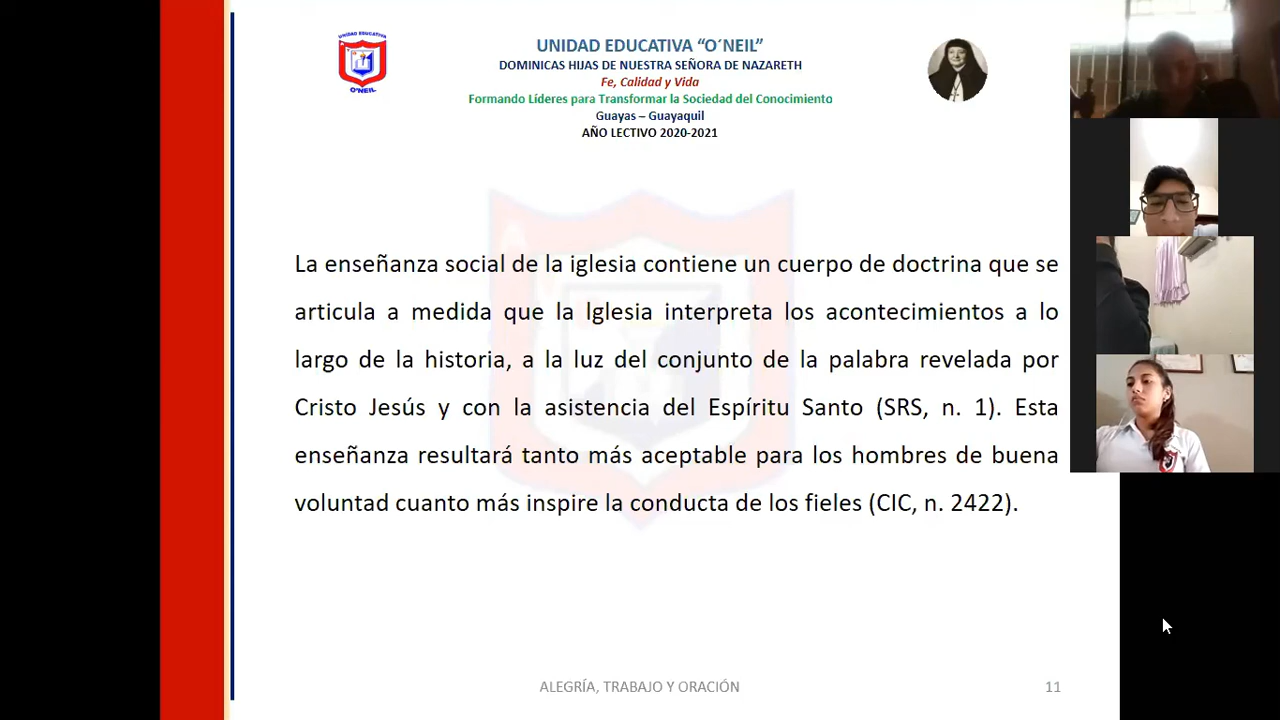 UNIDAD EDUCATIVA
O'NEIL
UNIDAD EDUCATIVA “O´NEIL”
DOMINICAS HIJAS DE NUESTRA SEÑORA DE NAZARETH
Fe, Calidad y Vida
Formando Líderes para Transformar la Sociedad del Conocimiento
Guayas – Guayaquil
AÑO LECTIVO 2020-2021
La enseñanza social de la iglesia contiene un cuerpo de doctrina que se
articula a medida que la Iglesia interpreta los acontecimientos a lo
largo de la historia, a la luz del conjunto de la palabra revelada por
Cristo Jesús y con la asistencia del Espíritu Santo (SRS, n. 1). Esta
enseñanza resultará tanto más aceptable para los hombres de buena
voluntad cuanto más inspire la conducta de los fieles (CIC, n. 2422).
ALEGRÍA, TRABAJO Y ORACIÓN
11